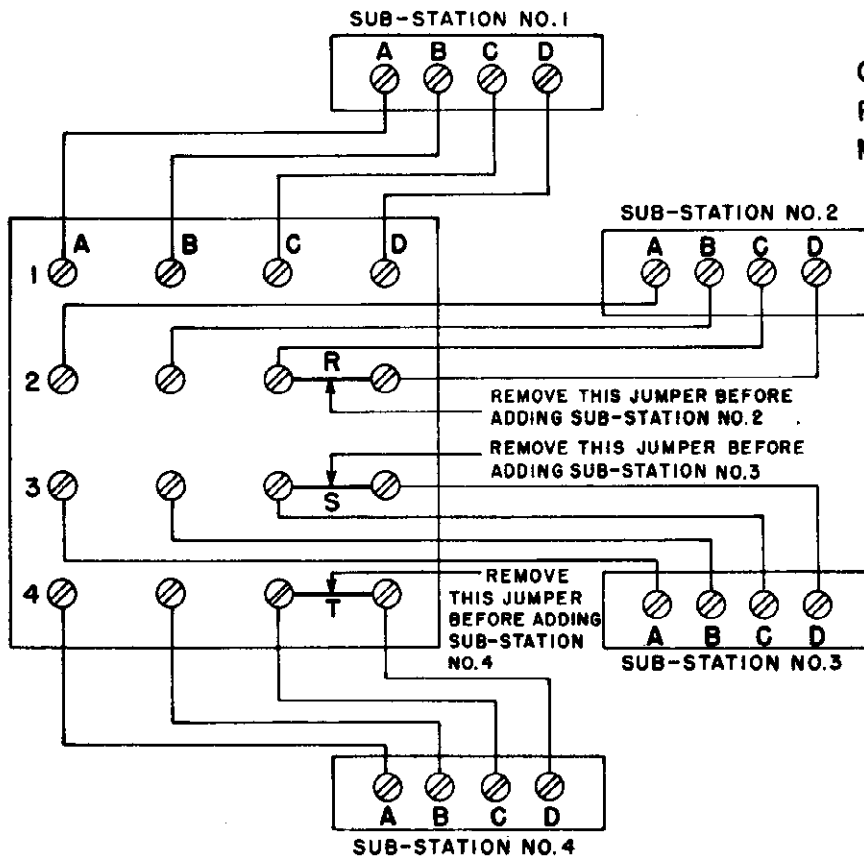 SUB-STATION NO.1
A B C D
SUB-STATION NO.2
A B C D
A B C D
1
2
R
REMOVE THIS JUMPER BEFORE
ADDING SUB-STATION NO.2
REMOVE THIS JUMPER BEFORE
ADDING SUB-STATION NO.3
3
S
4
T
REMOVE
THIS JUMPER
BEFORE ADDING
SUB-STATION
NO.4
A B C D
SUB-STATION NO.3
A B C D
SUB-STATION NO.4